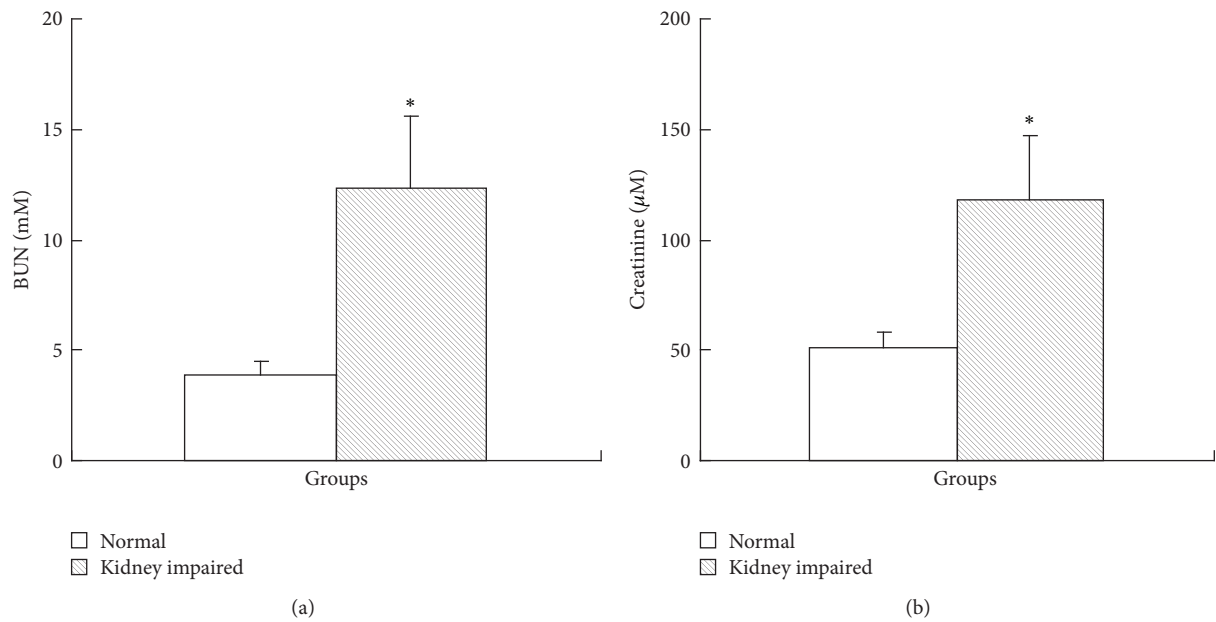 20
15
10
5
0
BUN (mM)
*
Groups
Normal
Kidney impaired
(a)
200
150
100
50
0
Creatinine (μM)
*
Groups
Normal
Kidney impaired
(b)